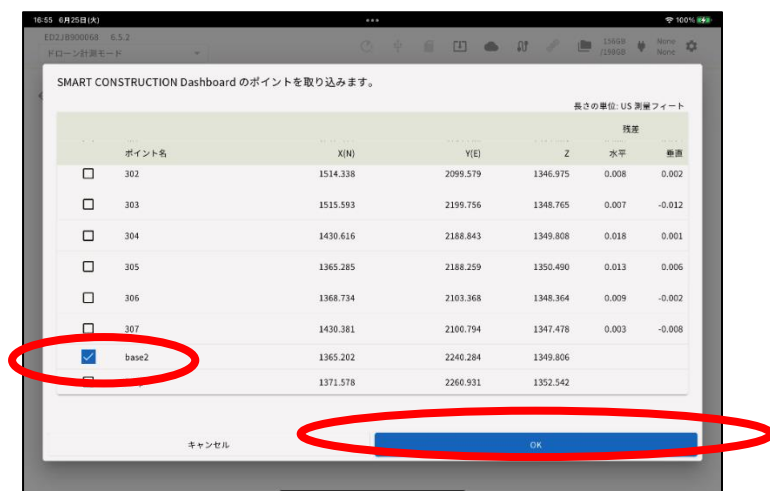 16:55 6月25日(火) 100%
ED2J8900068 6.5.2
ドローン計測モード
156GB
/198GB
None
None
SMART CONSTRUCTION Dashboard のポイントを取り込みます。
長さの単位: US 測量フィート
残差
ポイント名 X(N) Y(E) Z 水平 垂直
302 1514.338 2099.579 1346.975 0.008 0.002
303 1515.593 2199.756 1348.765 0.007 -0.012
304 1430.616 2188.843 1349.808 0.018 0.001
305 1365.285 2188.259 1350.490 0.013 0.006
306 1368.734 2103.368 1348.364 0.009 -0.002
307 1430.381 2100.794 1347.478 0.003 -0.008
base2 1365.202 2240.284 1349.806
1371.578 2260.931 1352.542
キャンセル OK